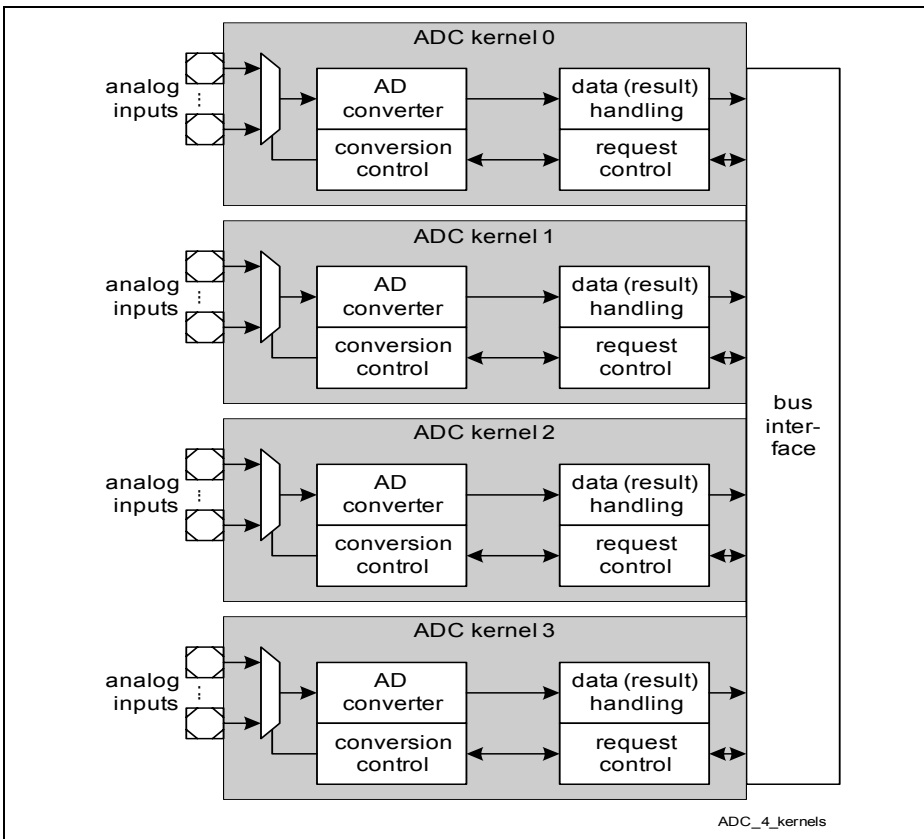 ADC kernel 0
analog
inputs
AD
converter
conversion
control
data (result)
handling
request
control
ADC kernel 1
analog
inputs
AD
converter
conversion
control
data (result)
handling
request
control
ADC kernel 2
analog
inputs
AD
converter
conversion
control
data (result)
handling
request
control
ADC kernel 3
analog
inputs
AD
converter
conversion
control
data (result)
handling
request
control
bus
inter-
face
ADC_4_kernels